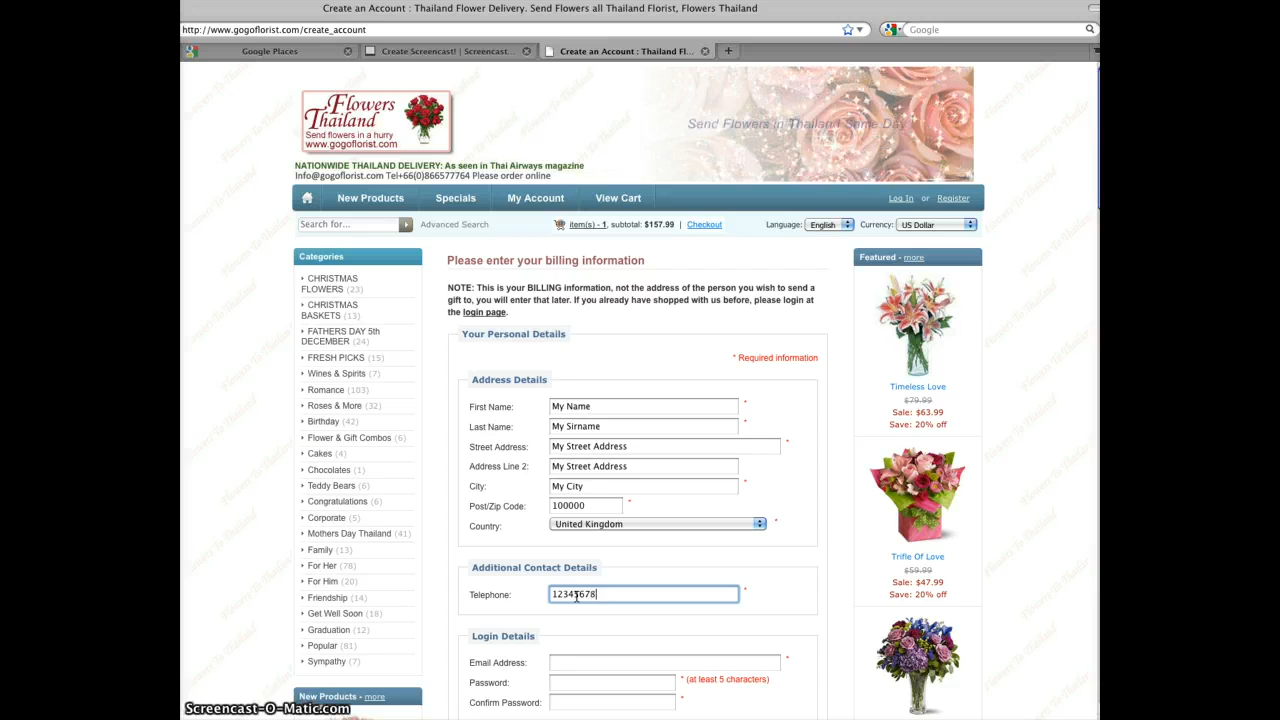 Create an Account : Thailand Flower Delivery. Send Flowers all Thailand Florist, Flowers Thailand
http://www.gogoflorist.com/create_account
Google
Google Places
Create Screencast! | Screencast...
Create an Account : Thailand Fl...
Flowers
Thailand
Send flowers in a hurry
www.gogoflorist.com
Send Flowers in Thailand Same Day
NATIONWIDE THAILAND DELIVERY: As seen in Thai Airways magazine
Info@gogoflorist.com Tel+66(0)866577764 Please order online
New Products
Specials
My Account
View Cart
Log In or Register
Search for...
Advanced Search
item(s) - 1, subtotal: $157.99 | Checkout
Language: English
Currency: US Dollar
Categories
CHRISTMAS
FLOWERS (23)
CHRISTMAS
BASKETS (13)
FATHERS DAY 5th
DECEMBER (24)
FRESH PICKS (15)
Wines & Spirits (7)
Romance (103)
Roses & More (32)
Birthday (42)
Flower & Gift Combos (6)
Cakes (4)
Chocolates (1)
Teddy Bears (6)
Congratulations (6)
Corporate (5)
Mothers Day Thailand (41)
Family (13)
For Her (78)
For Him (20)
Friendship (14)
Get Well Soon (18)
Graduation (12)
Popular (81)
Sympathy (7)
New Products - more
Please enter your billing information
NOTE: This is your BILLING information, not the address of the person you wish to send a
gift to, you will enter that later. If you already have shopped with us before, please login at
the login page.
Your Personal Details
* Required information
Address Details
First Name: My Name *
Last Name: My Sirname *
Street Address: My Street Address *
Address Line 2: My Street Address
City: My City *
Post/Zip Code: 100000 *
Country: United Kingdom *
Additional Contact Details
Telephone: 12345678 *
Login Details
Email Address: *
Password: * (at least 5 characters)
Confirm Password: *
Featured - more
Timeless Love
$79.99
Sale: $63.99
Save: 20% off
Trifle Of Love
$59.99
Sale: $47.99
Save: 20% off
Screencast-O-Matic.com